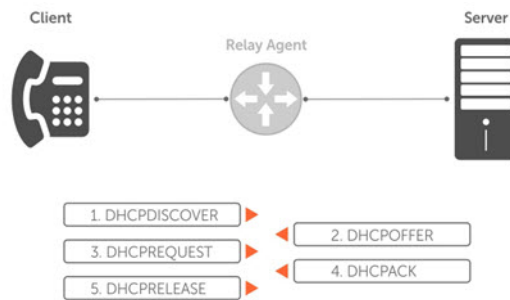 Client
Server
Relay Agent
1. DHCPDISCOVER
2. DHCPOFFER
3. DHCPREQUEST
4. DHCPACK
5. DHCPRELEASE